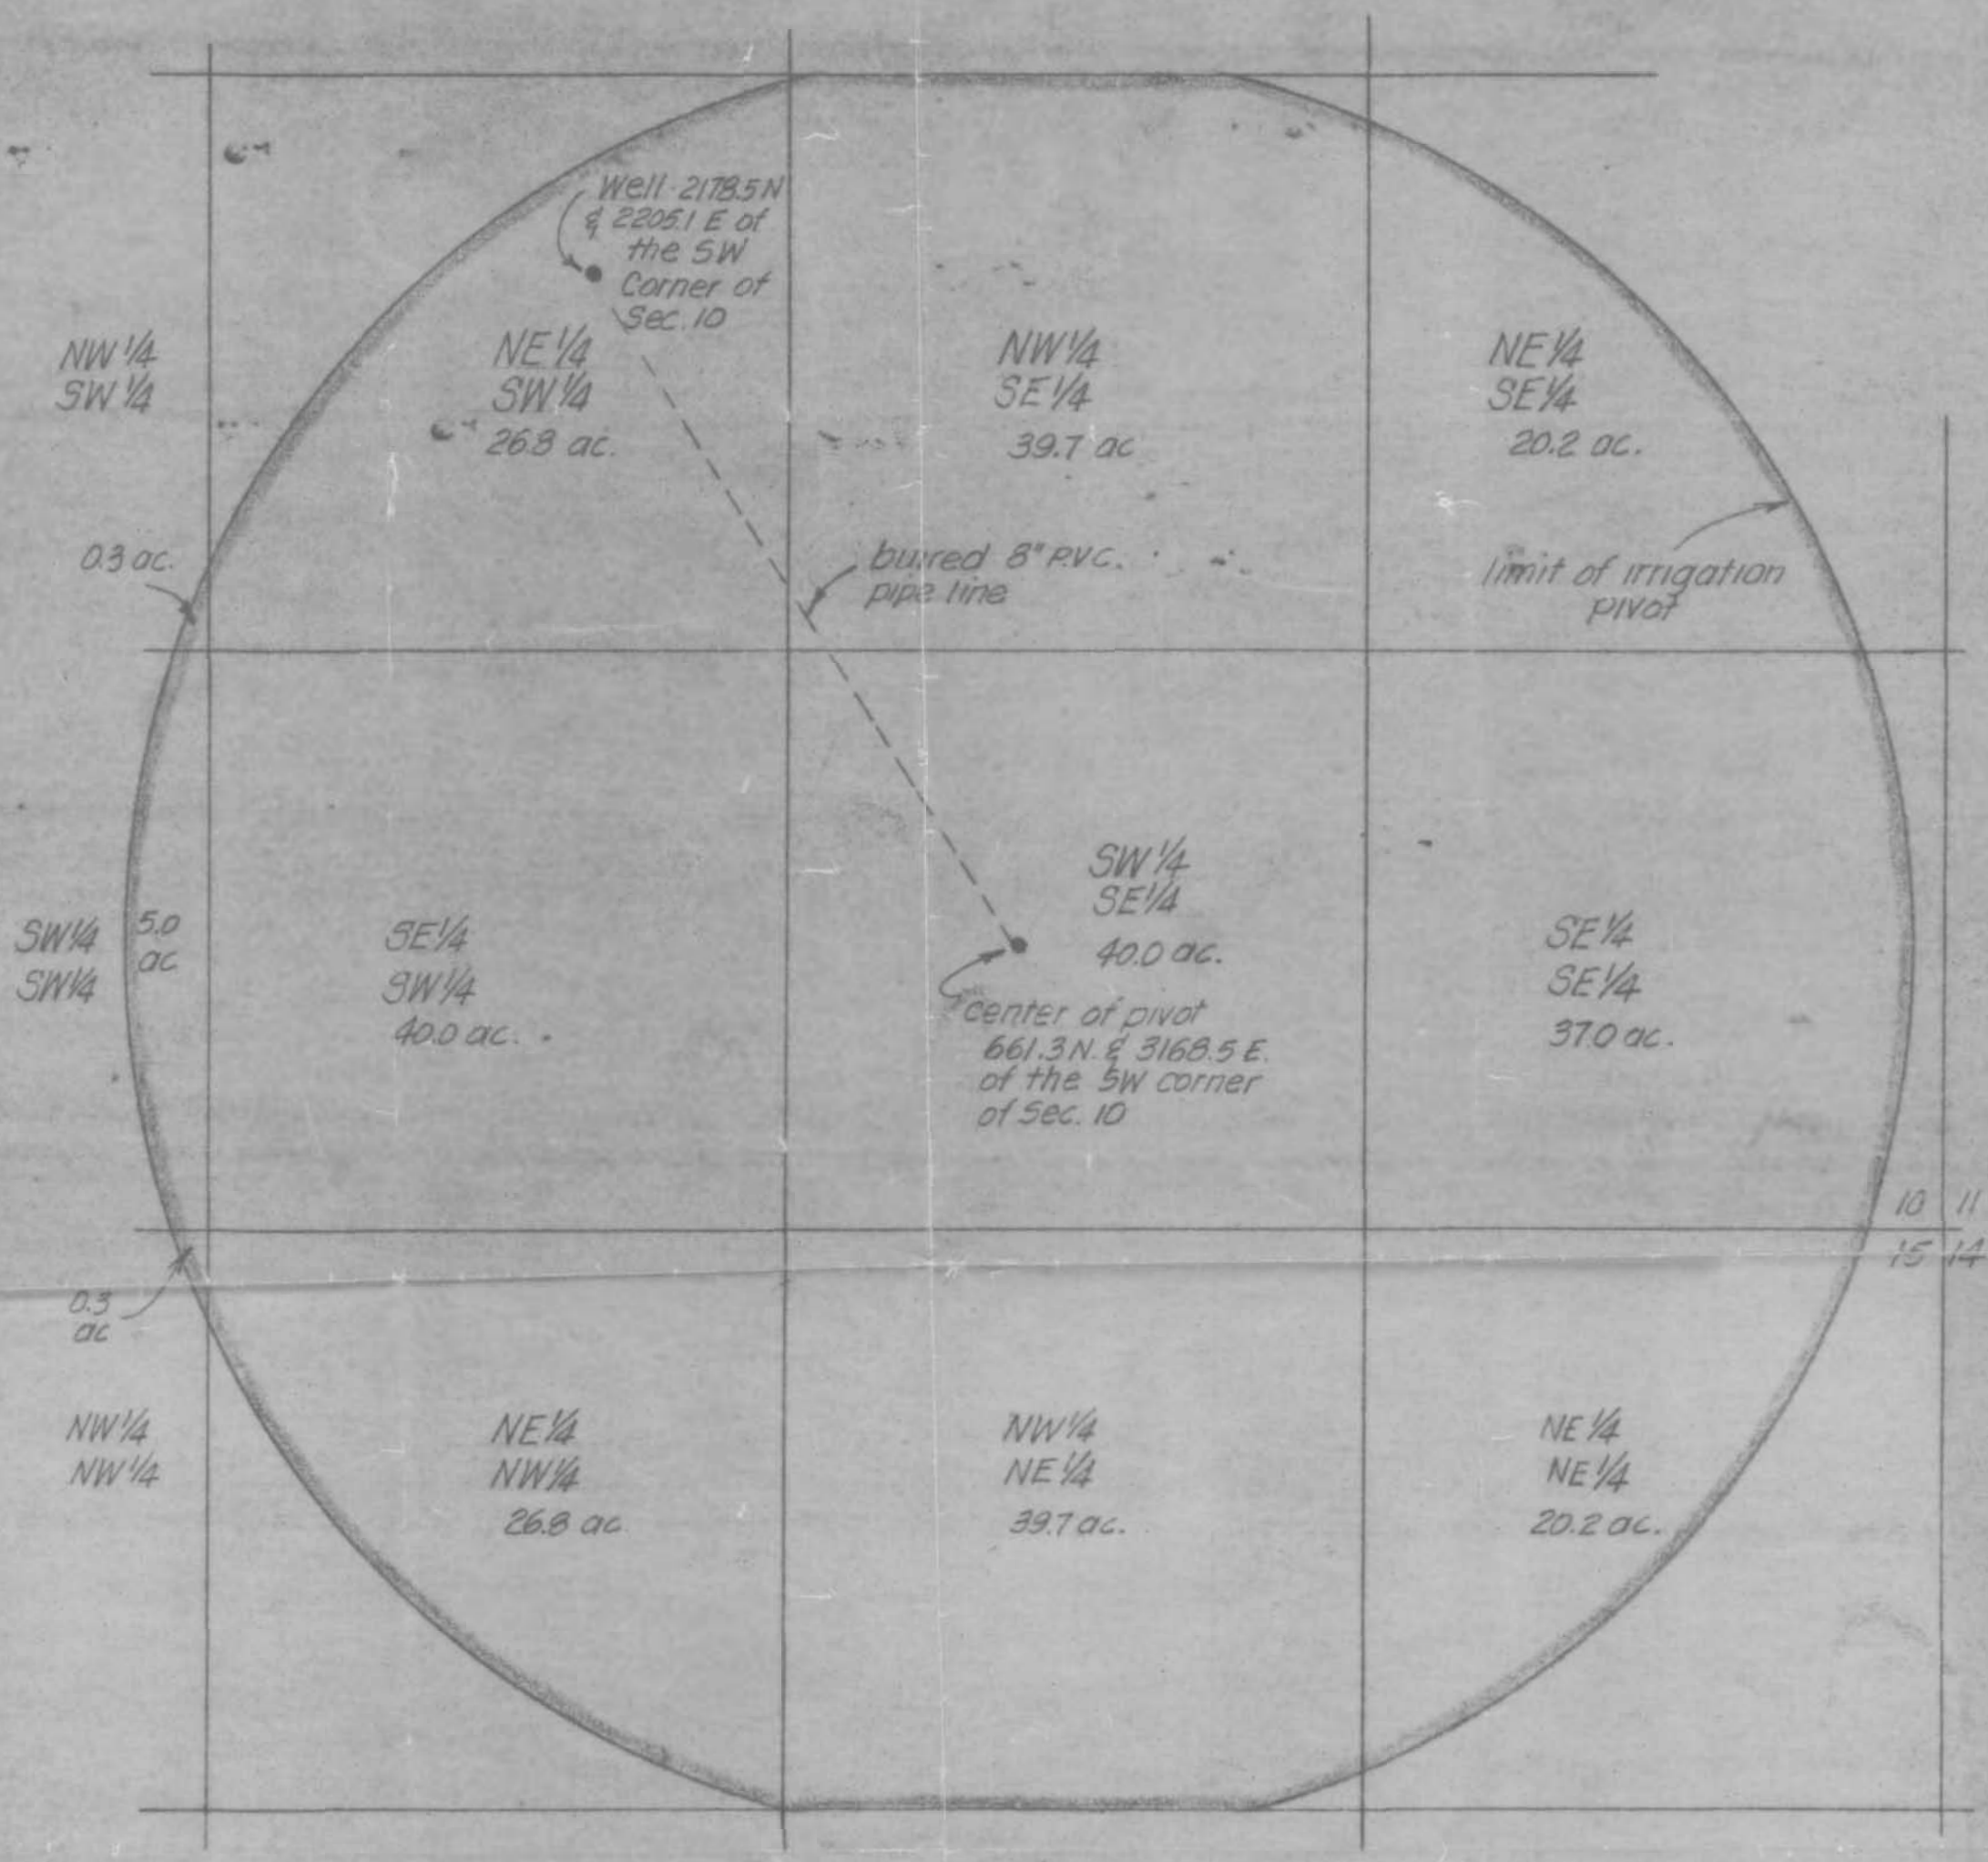 Well 2178.5 N
& 2205.1 E of
the SW
Corner of
Sec. 10
NW 1/4
SW 1/4
NE 1/4
SW 1/4
26.8 ac.
NW 1/4
SE 1/4
39.7 ac
NE 1/4
SE 1/4
20.2 ac.
0.3 ac.
buired 8" P.V.C.
pipe line
limit of irrigation
pivot
SW 1/4
SW 1/4
5.0
ac
SE 1/4
SW 1/4
40.0 ac.
SW 1/4
SE 1/4
40.0 ac.
center of pivot
661.3 N. & 3168.5 E.
of the SW corner
of Sec. 10
SE 1/4
SE 1/4
37.0 ac.
10 11
15 14
0.3
ac
NW 1/4
NW 1/4
NE 1/4
NW 1/4
26.8 ac
NW 1/4
NE 1/4
39.7 ac.
NE 1/4
NE 1/4
20.2 ac.